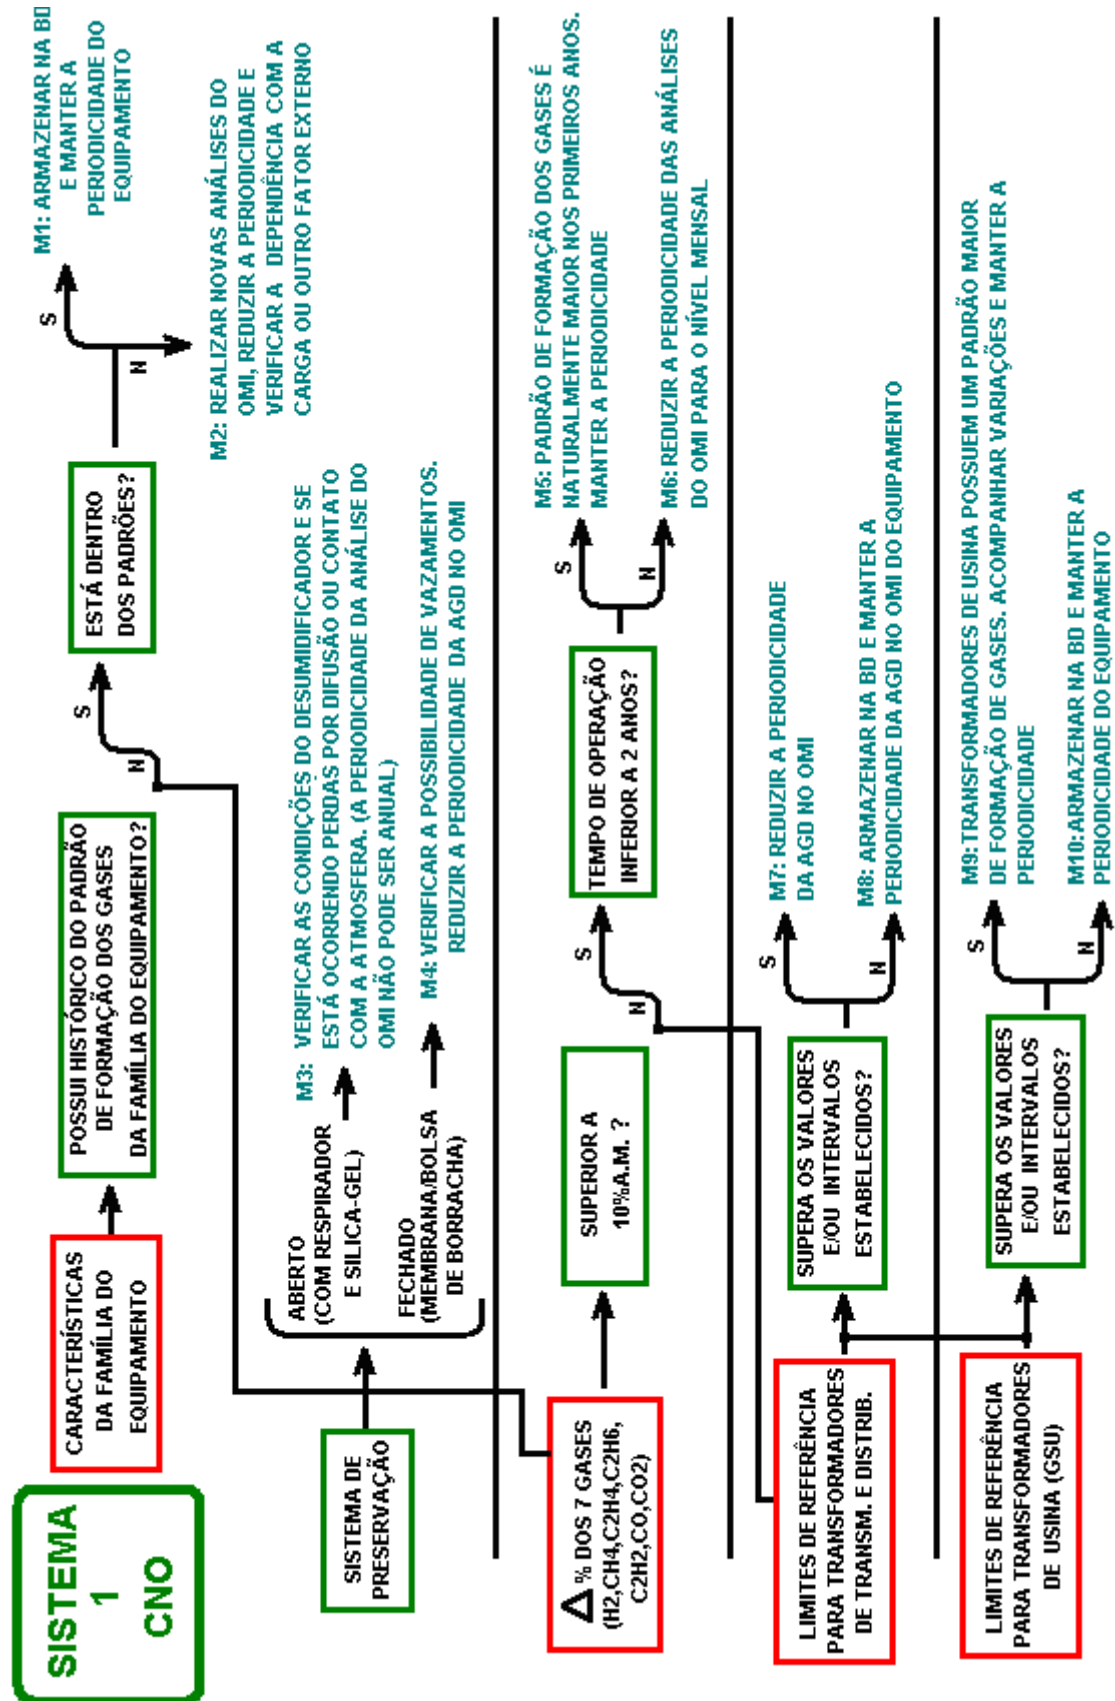 SISTEMA
1
CNO
CARACTERÍSTICAS
DA FAMÍLIA DO
EQUIPAMENTO
POSSUI HISTÓRICO DO PADRÃO
DE FORMAÇÃO DOS GASES
DA FAMÍLIA DO EQUIPAMENTO?
S
N
ESTÁ DENTRO
DOS PADRÕES?
S
N
M1: ARMAZENAR NA BD
E MANTER A
PERIODICIDADE DO
EQUIPAMENTO
M2: REALIZAR NOVAS ANÁLISES DO
OMI, REDUZIR A PERIODICIDADE E
VERIFICAR A DEPENDÊNCIA COM A
CARGA OU OUTRO FATOR EXTERNO
SISTEMA DE
PRESERVAÇÃO
ABERTO
(COM RESPIRADOR
E SILICA-GEL)
M3: VERIFICAR AS CONDIÇÕES DO DESUMIDIFICADOR E SE
ESTÁ OCORRENDO PERDAS POR DIFUSÃO OU CONTATO
COM A ATMOSFERA. (A PERIODICIDADE DA ANÁLISE DO
OMI NÃO PODE SER ANUAL)
FECHADO
(MEMBRANA/BOLSA
DE BORRACHA)
M4: VERIFICAR A POSSIBILIDADE DE VAZAMENTOS.
REDUZIR A PERIODICIDADE DA AGD NO OMI
Δ % DOS 7 GASES
(H2,CH4,C2H4,C2H6,
C2H2,CO,CO2)
SUPERIOR A
10%A.M. ?
S
N
TEMPO DE OPERAÇÃO
INFERIOR A 2 ANOS?
S
N
M5: PADRÃO DE FORMAÇÃO DOS GASES É
NATURALMENTE MAIOR NOS PRIMEIROS ANOS.
MANTER A PERIODICIDADE
M6: REDUZIR A PERIODICIDADE DAS ANÁLISES
DO OMI PARA O NÍVEL MENSAL
LIMITES DE REFERÊNCIA
PARA TRANSFORMADORES
DE TRANSM. E DISTRIB.
SUPERA OS VALORES
E/OU INTERVALOS
ESTABELECIDOS?
S
N
M7: REDUZIR A PERIODICIDADE
DA AGD NO OMI
M8: ARMAZENAR NA BD E MANTER A
PERIODICIDADE DA AGD NO OMI DO EQUIPAMENTO
LIMITES DE REFERÊNCIA
PARA TRANSFORMADORES
DE USINA (GSU)
SUPERA OS VALORES
E/OU INTERVALOS
ESTABELECIDOS?
S
N
M9: TRANSFORMADORES DE USINA POSSUEM UM PADRÃO MAIOR
DE FORMAÇÃO DE GASES. ACOMPANHAR VARIAÇÕES E MANTER A
PERIODICIDADE
M10:ARMAZENAR NA BD E MANTER A
PERIODICIDADE DO EQUIPAMENTO